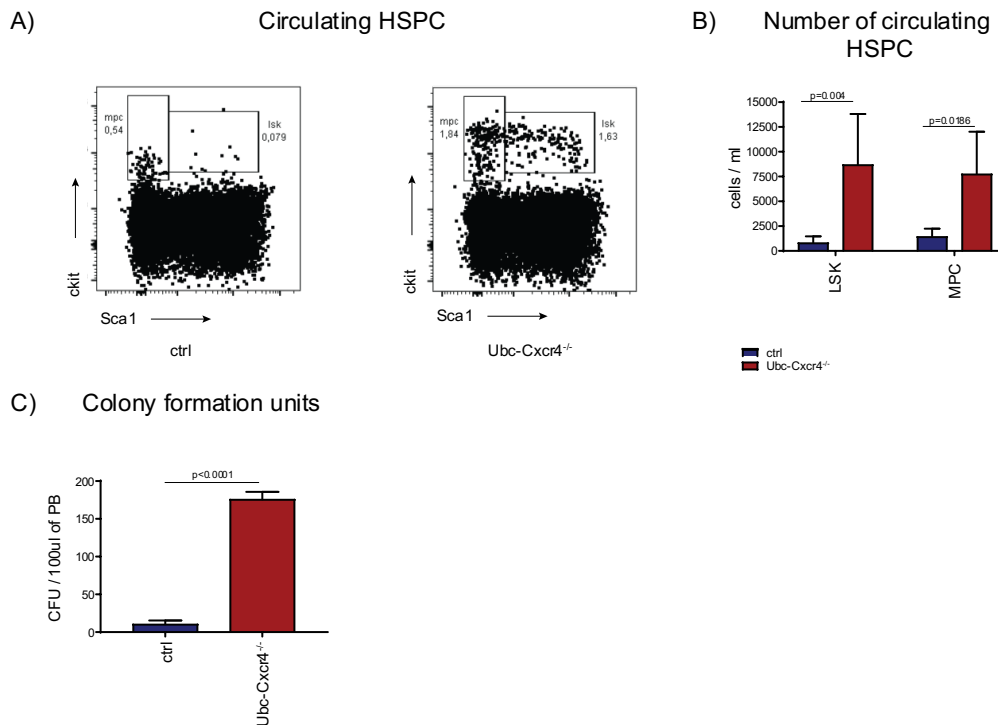 A)
Circulating HSPC
mpc
0,54
lsk
0,079
ckit
Sca1
ctrl
mpc
1,84
lsk
1,63
ckit
Sca1
Ubc-Cxcr4-/-
B)
Number of circulating
HSPC
p=0.004
p=0.0186
15000
12500
10000
7500
5000
2500
0
cells / ml
LSK
MPC
ctrl
Ubc-Cxcr4-/-
C)
Colony formation units
p<0.0001
200
150
100
50
0
CFU / 100ul of PB
ctrl
Ubc-Cxcr4-/-